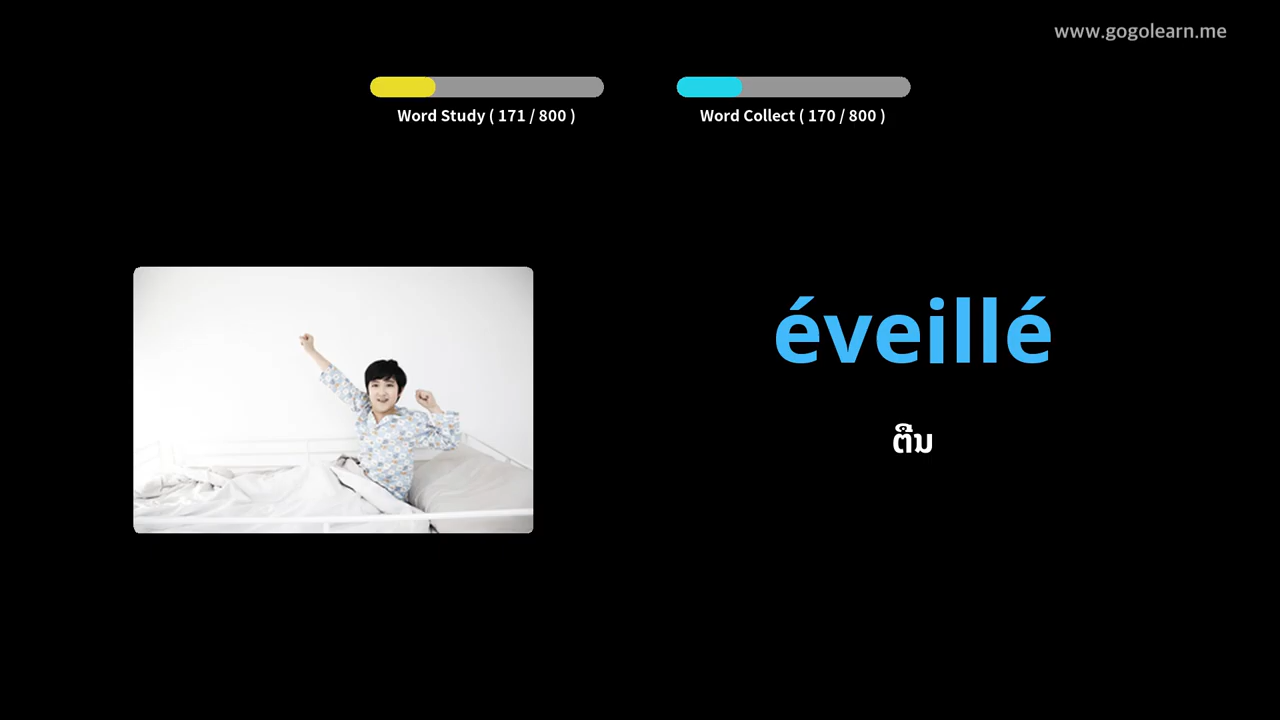 www.gogolearn.me
Word Study ( 171 / 800 )
Word Collect ( 170 / 800 )
éveillé
ຕື່ນ